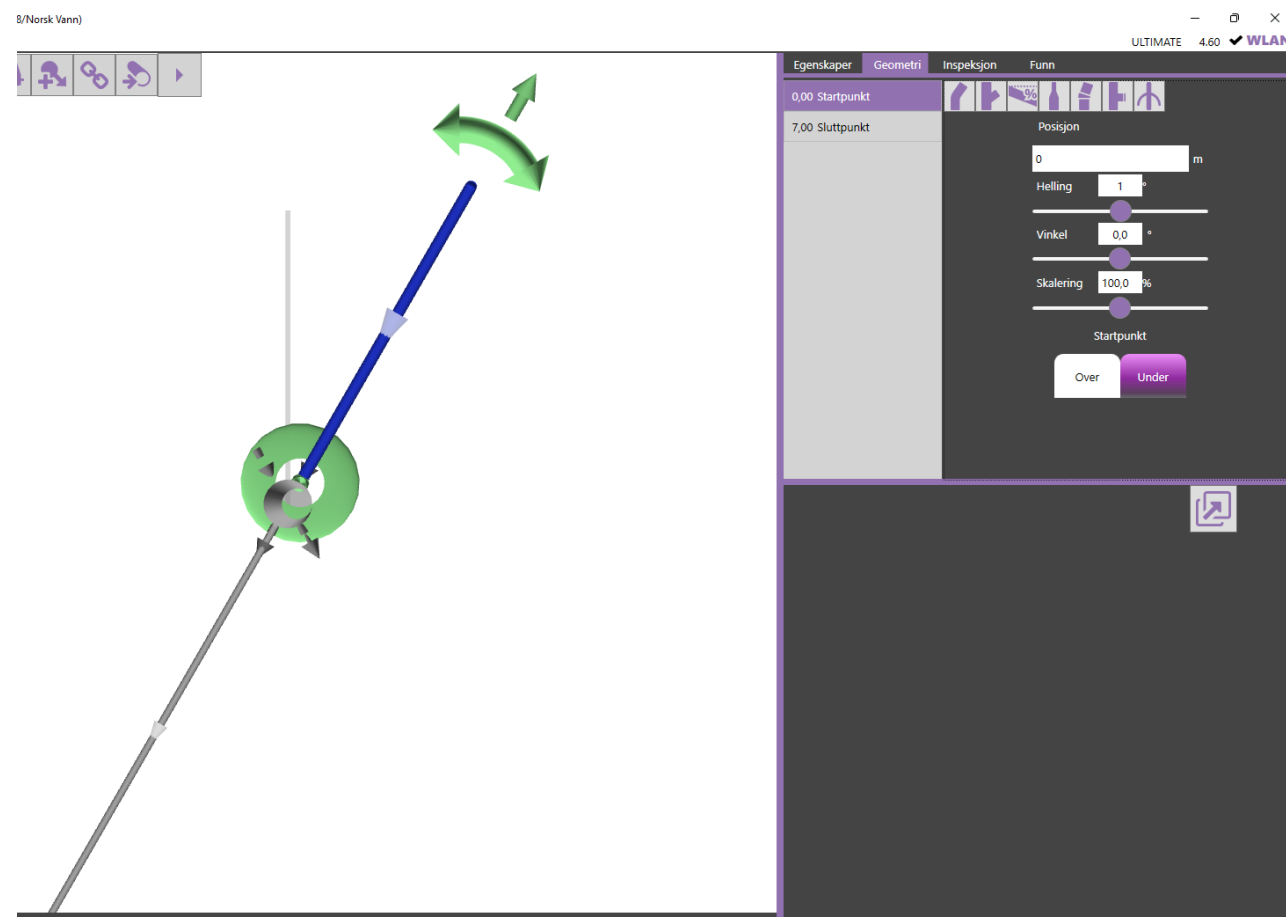 8/Norsk Vann)
ULTIMATE 4.60 WLAN
Egenskaper Geometri Inspeksjon Funn
0,00 Startpunkt
7,00 Sluttpunkt
%
Posisjon
0 m
Helling 1 °
Vinkel 0,0 °
Skalering 100,0 %
Startpunkt
Over Under